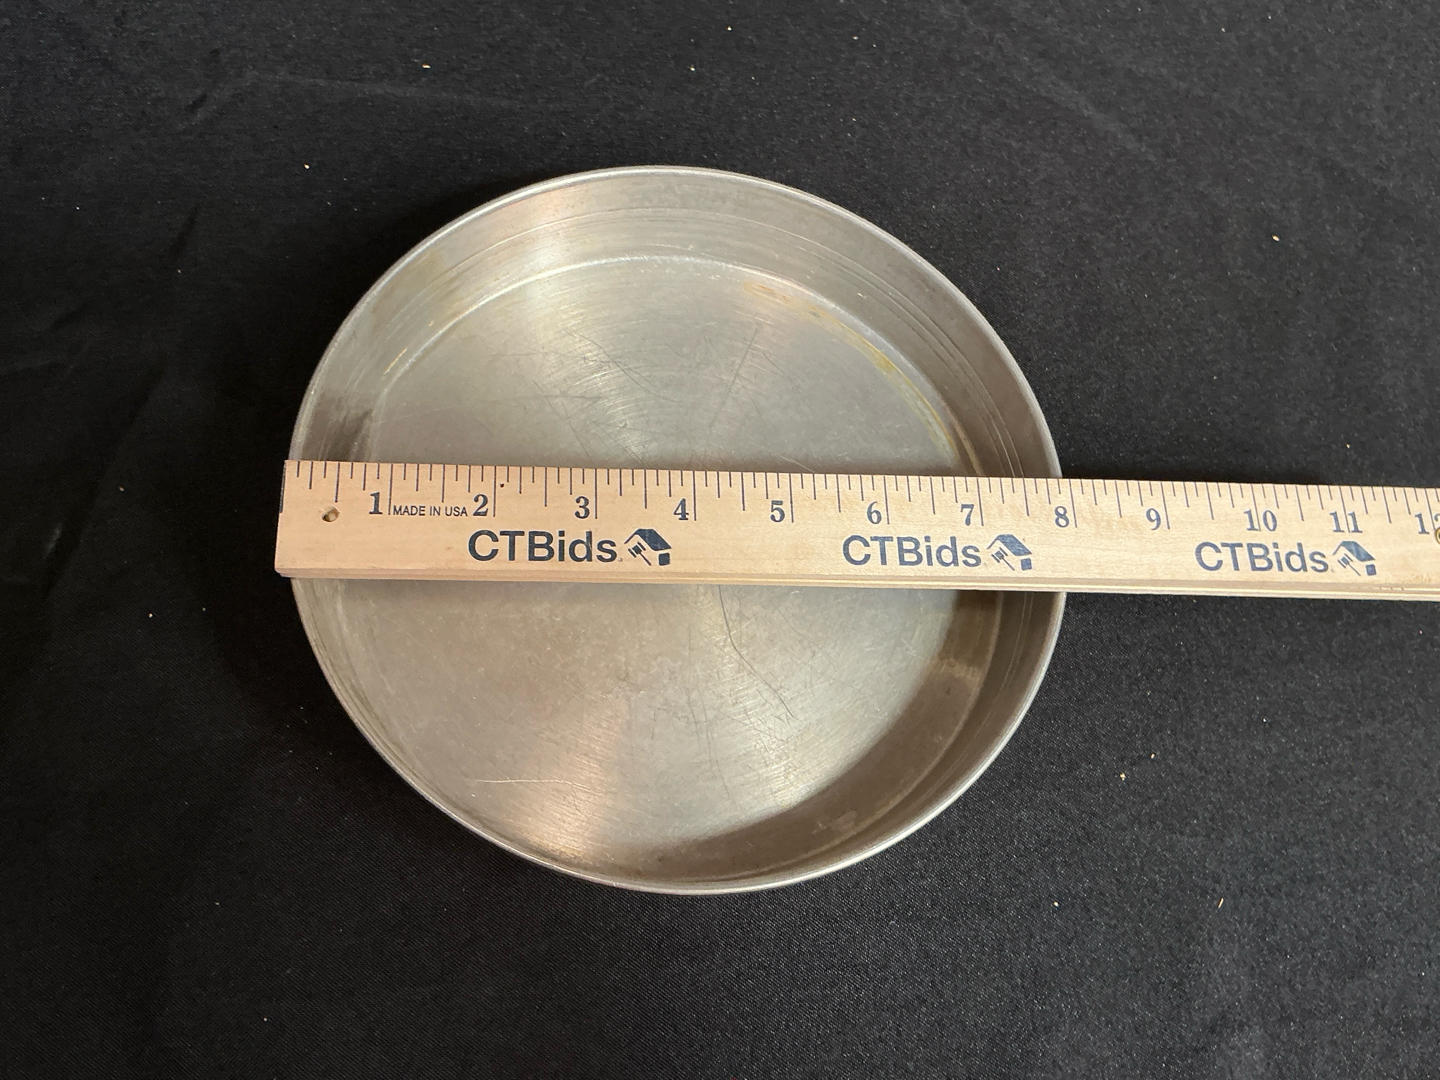 1 MADE IN USA 2 3 4 5 6 7 8 9 10 11
CTBids CTBids CTBids